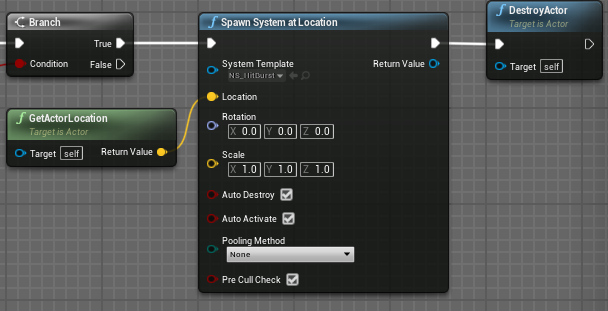 Branch
True
Condition
False
GetActorLocation
Target is Actor
Target self
Return Value
Spawn System at Location
System Template
Return Value
NS_HitBurst
Location
Rotation
X 0.0 Y 0.0 Z 0.0
Scale
X 1.0 Y 1.0 Z 1.0
Auto Destroy
Auto Activate
Pooling Method
None
Pre Cull Check
DestroyActor
Target is Actor
Target self